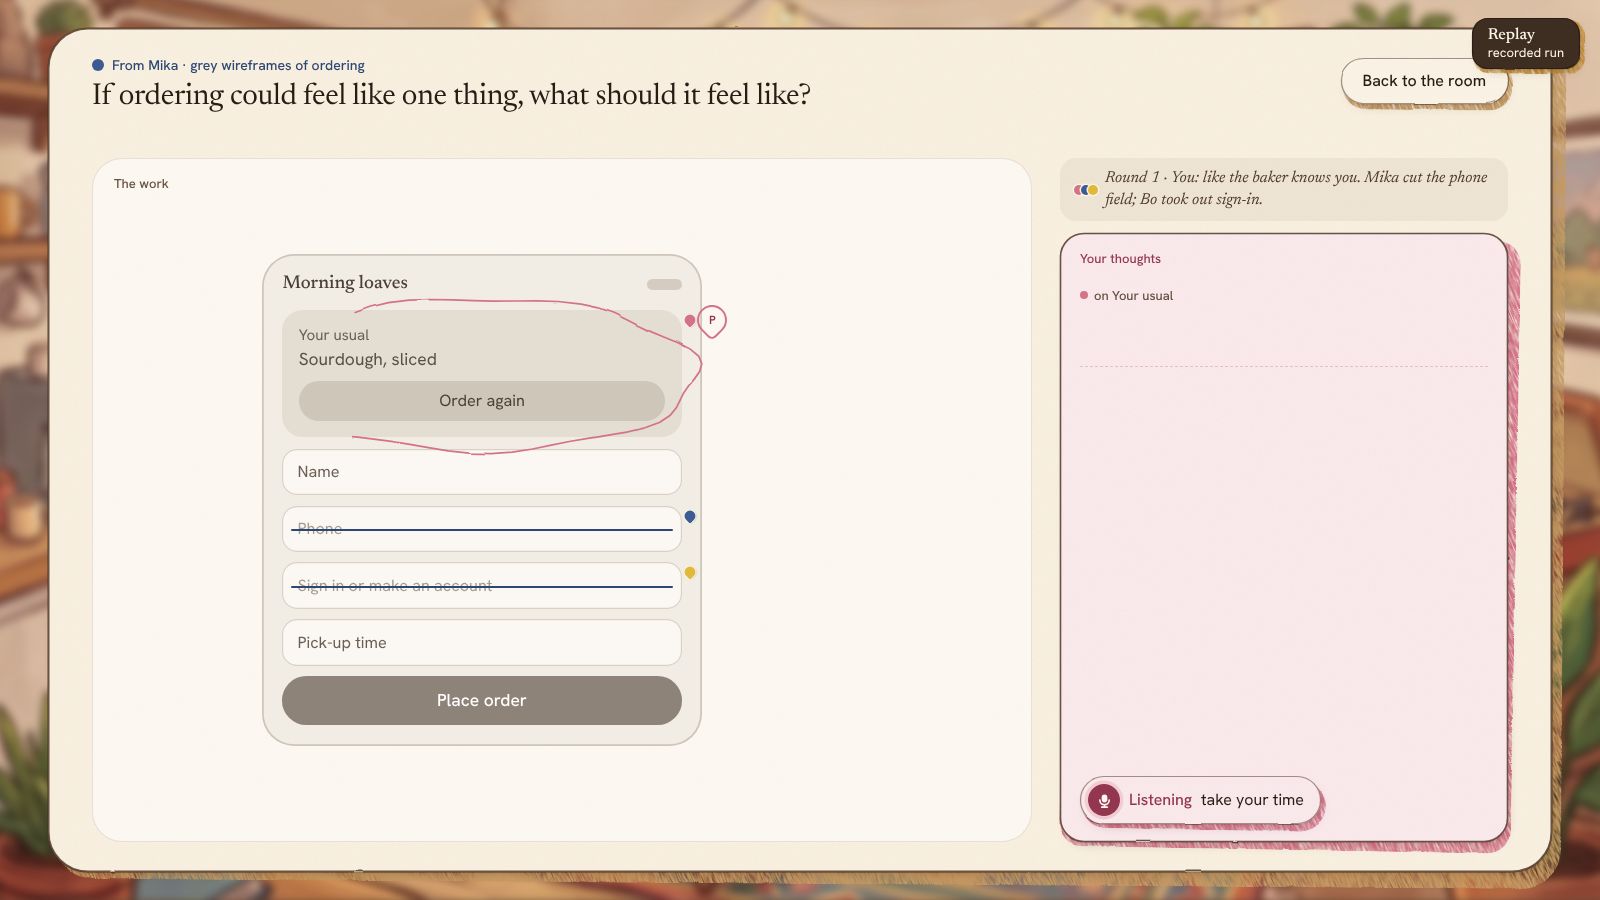 Replay
recorded run
From Mika · grey wireframes of ordering
If ordering could feel like one thing, what should it feel like?
Back to the room
The work
Morning loaves
Your usual
Sourdough, sliced
Order again
P
Name
Phone
Sign in or make an account
Pick-up time
Place order
Round 1 · You: like the baker knows you. Mika cut the phone
field; Bo took out sign-in.
Your thoughts
on Your usual
Listening take your time